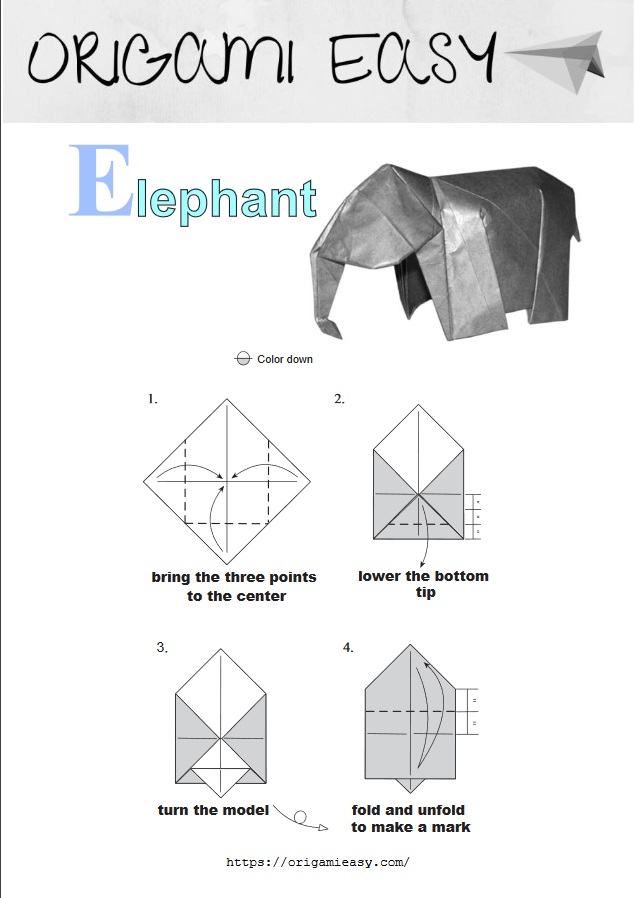 ORIGAMI EASY
Elephant
Color down
1.
2.
bring the three points
to the center
lower the bottom
tip
3.
4.
turn the model
fold and unfold
to make a mark
https://origamieasy.com/